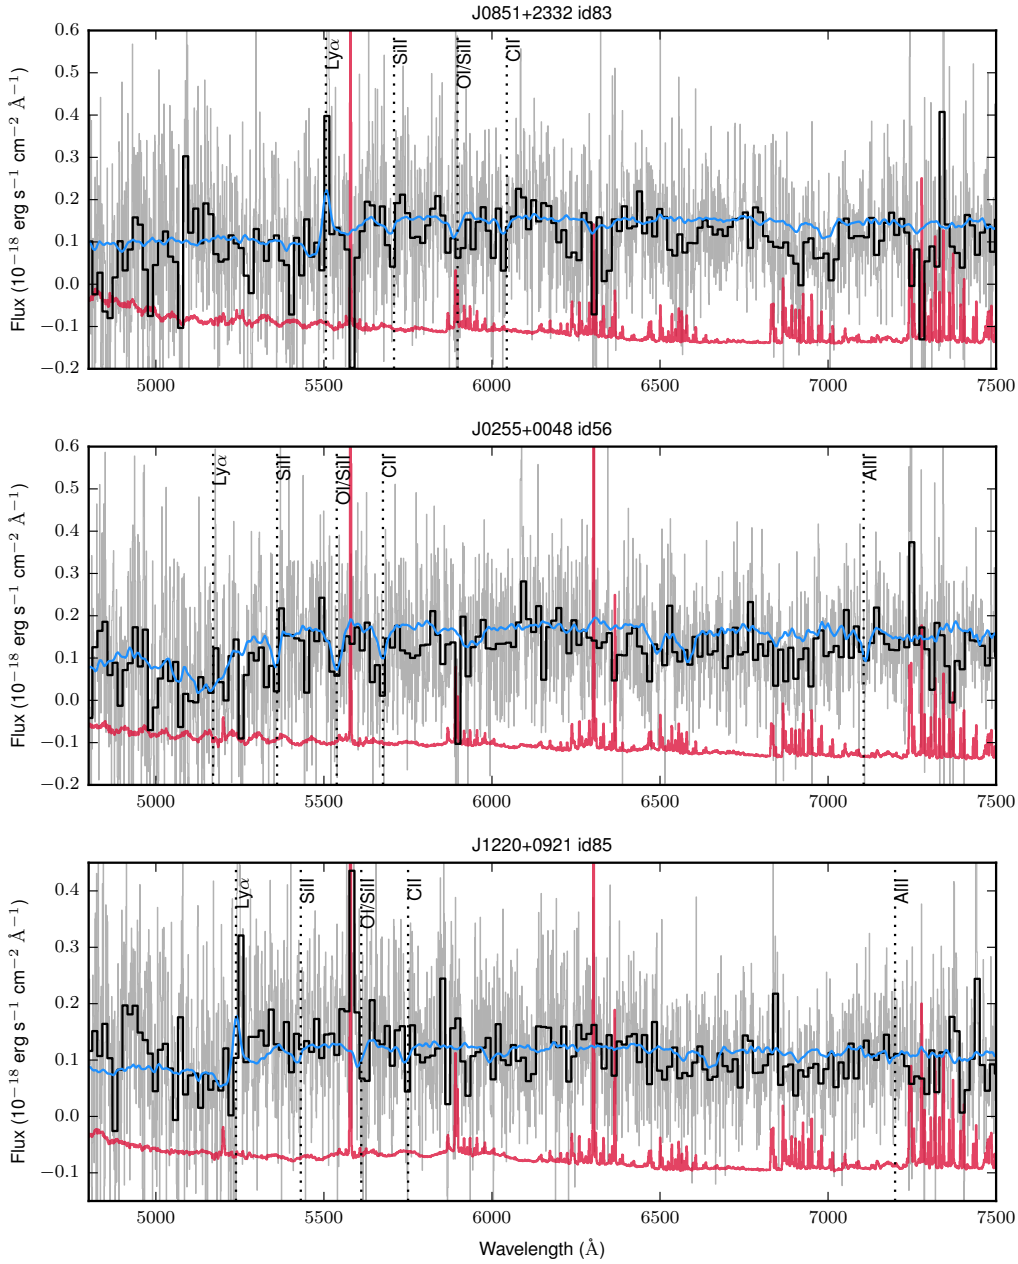 J0851+2332 id83
0.6
0.5
0.4
0.3
0.2
0.1
0.0
−0.1
−0.2
Flux (10⁻¹⁸ erg s⁻¹ cm⁻² Å⁻¹)
Lyα
SiII
OI/SiII
CII
5000 5500 6000 6500 7000 7500
J0255+0048 id56
0.6
0.5
0.4
0.3
0.2
0.1
0.0
−0.1
−0.2
Flux (10⁻¹⁸ erg s⁻¹ cm⁻² Å⁻¹)
Lyα
SiII
OI/SiII
CII
AlII
5000 5500 6000 6500 7000 7500
J1220+0921 id85
0.4
0.3
0.2
0.1
0.0
−0.1
Flux (10⁻¹⁸ erg s⁻¹ cm⁻² Å⁻¹)
Lyα
SiII
OI/SiII
CII
AlII
5000 5500 6000 6500 7000 7500
Wavelength (Å)